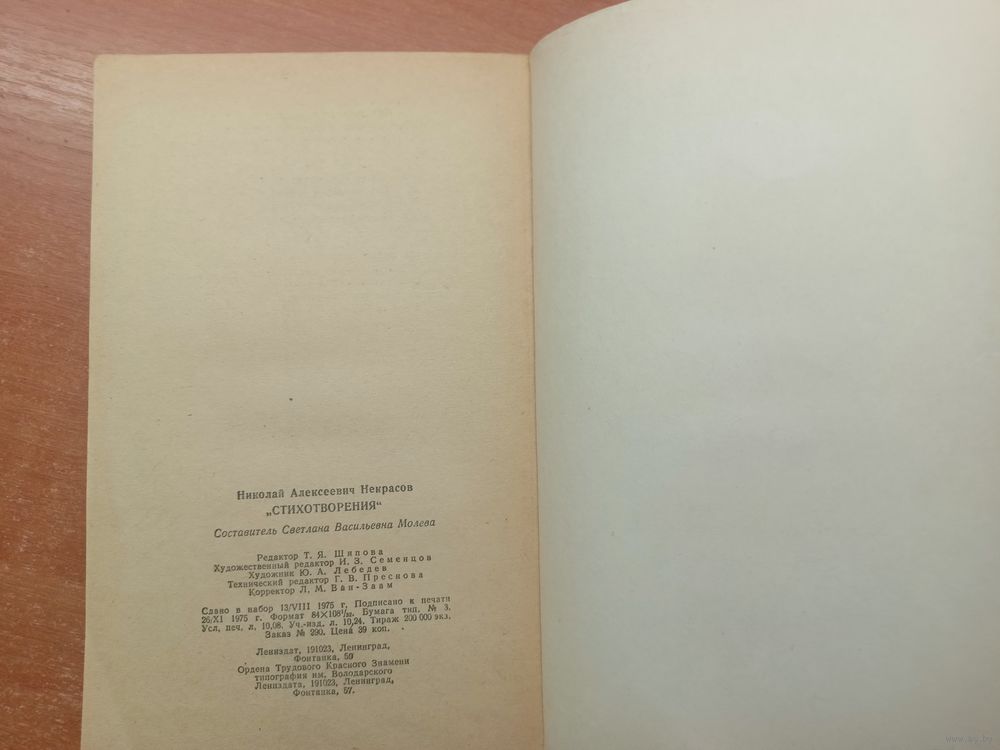 Николай Алексеевич Некрасов
„СТИХОТВОРЕНИЯ“
Составитель Светлана Васильевна Молева
Редактор Т. Я. Шипова
Художественный редактор И. З. Семенцов
Художник Ю. А. Лебедев
Технический редактор Г. В. Преснова
Корректор Л. М. Ван-Заам
Сдано в набор 13/VIII 1975 г. Подписано к печати
26/XI 1975 г. Формат 84×108¹/₃₂. Бумага тип. № 3.
Усл. печ. л. 10,08. Уч.-изд. л. 10,24. Тираж 200 000 экз.
Заказ № 290. Цена 39 коп.
Лениздат, 191023, Ленинград,
Фонтанка, 59
Ордена Трудового Красного Знамени
типография им. Володарского
Лениздата, 191023, Ленинград,
Фонтанка, 57.